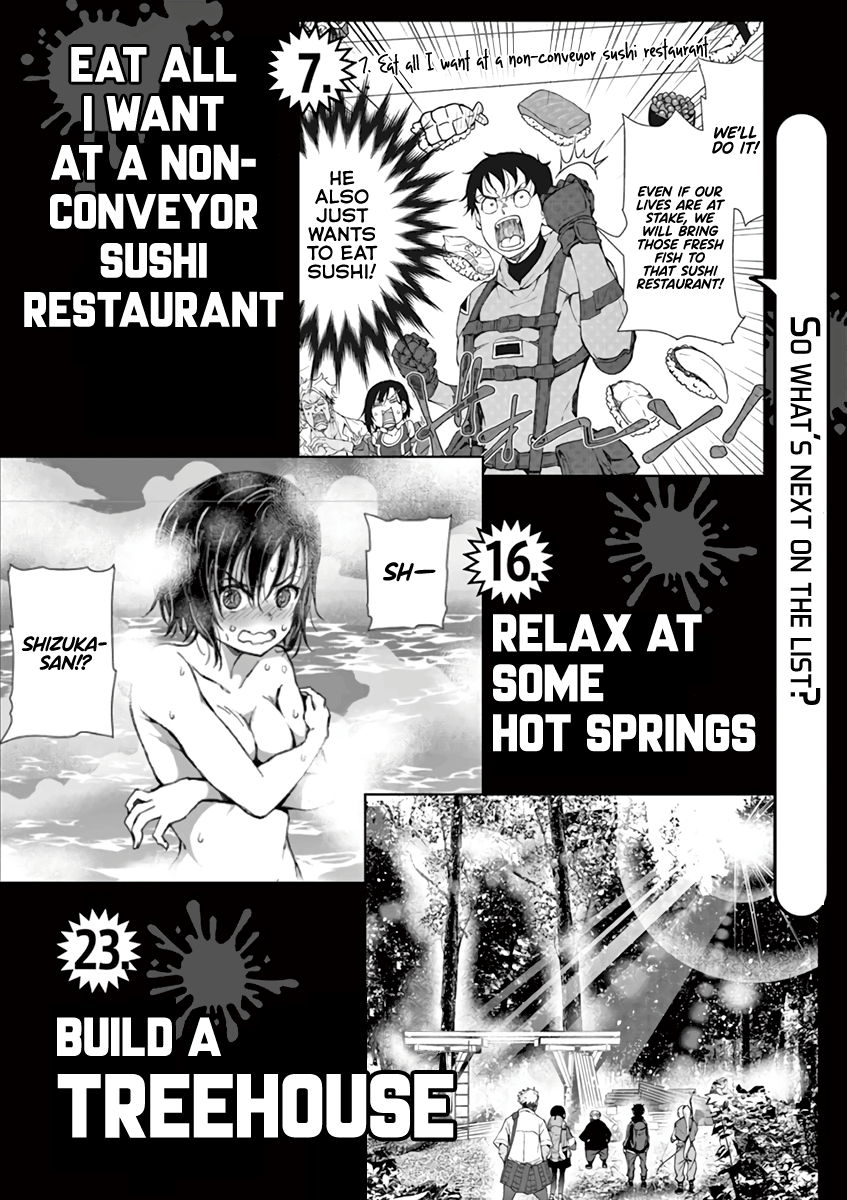 EAT ALL
I WANT
AT A NON-
CONVEYOR
SUSHI
RESTAURANT
7.
7. Eat all I want at a non-conveyor sushi restaurant
WE'LL
DO IT!
EVEN IF OUR
LIVES ARE AT
STAKE, WE
WILL BRING
THOSE FRESH
FISH TO
THAT SUSHI
RESTAURANT!
HE
ALSO
JUST
WANTS
TO EAT
SUSHI!
SO WHAT'S NEXT ON THE LIST?
16.
RELAX AT
SOME
HOT SPRINGS
SH—
SHIZUKA-
SAN!?
23.
BUILD A
TREEHOUSE